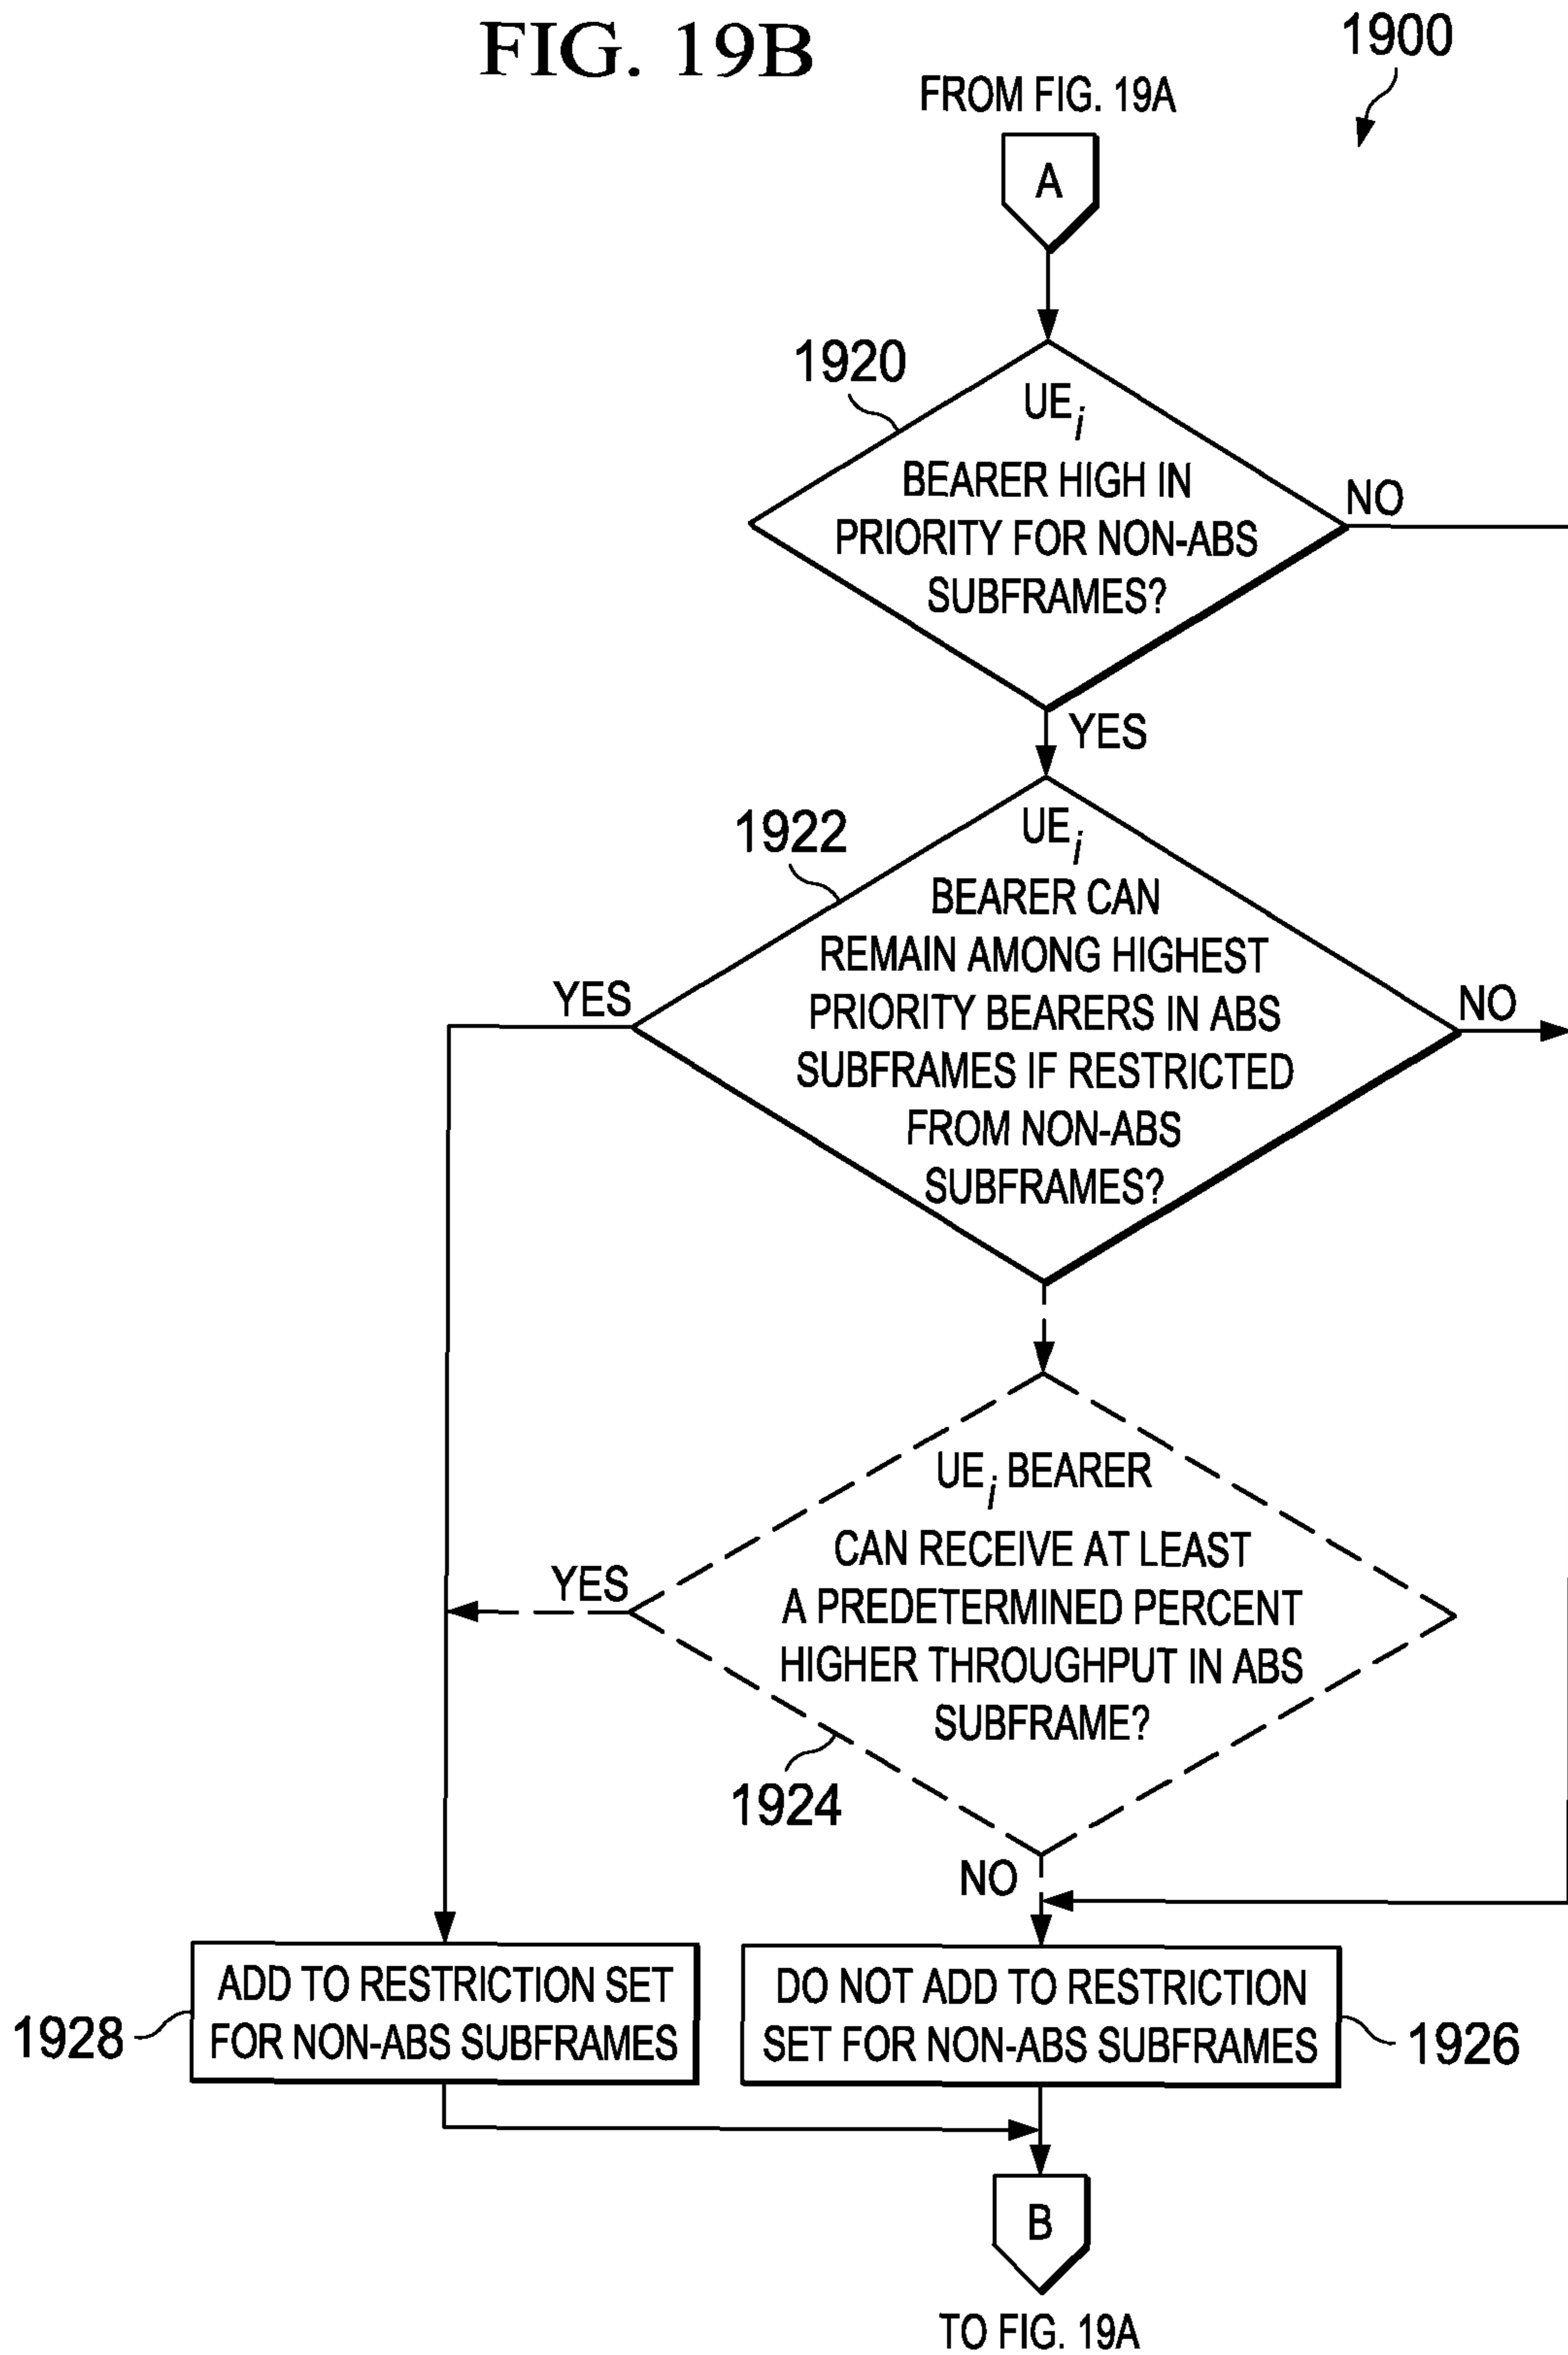 FIG. 19B
1900
FROM FIG. 19A
A
1920
UEi
BEARER HIGH IN
PRIORITY FOR NON-ABS
SUBFRAMES?
NO
YES
1922
UEi
BEARER CAN
REMAIN AMONG HIGHEST
PRIORITY BEARERS IN ABS
SUBFRAMES IF RESTRICTED
FROM NON-ABS
SUBFRAMES?
YES
NO
UEi BEARER
CAN RECEIVE AT LEAST
A PREDETERMINED PERCENT
HIGHER THROUGHPUT IN ABS
SUBFRAME?
YES
1924
NO
ADD TO RESTRICTION SET
FOR NON-ABS SUBFRAMES
1928
DO NOT ADD TO RESTRICTION
SET FOR NON-ABS SUBFRAMES
1926
B
TO FIG. 19A